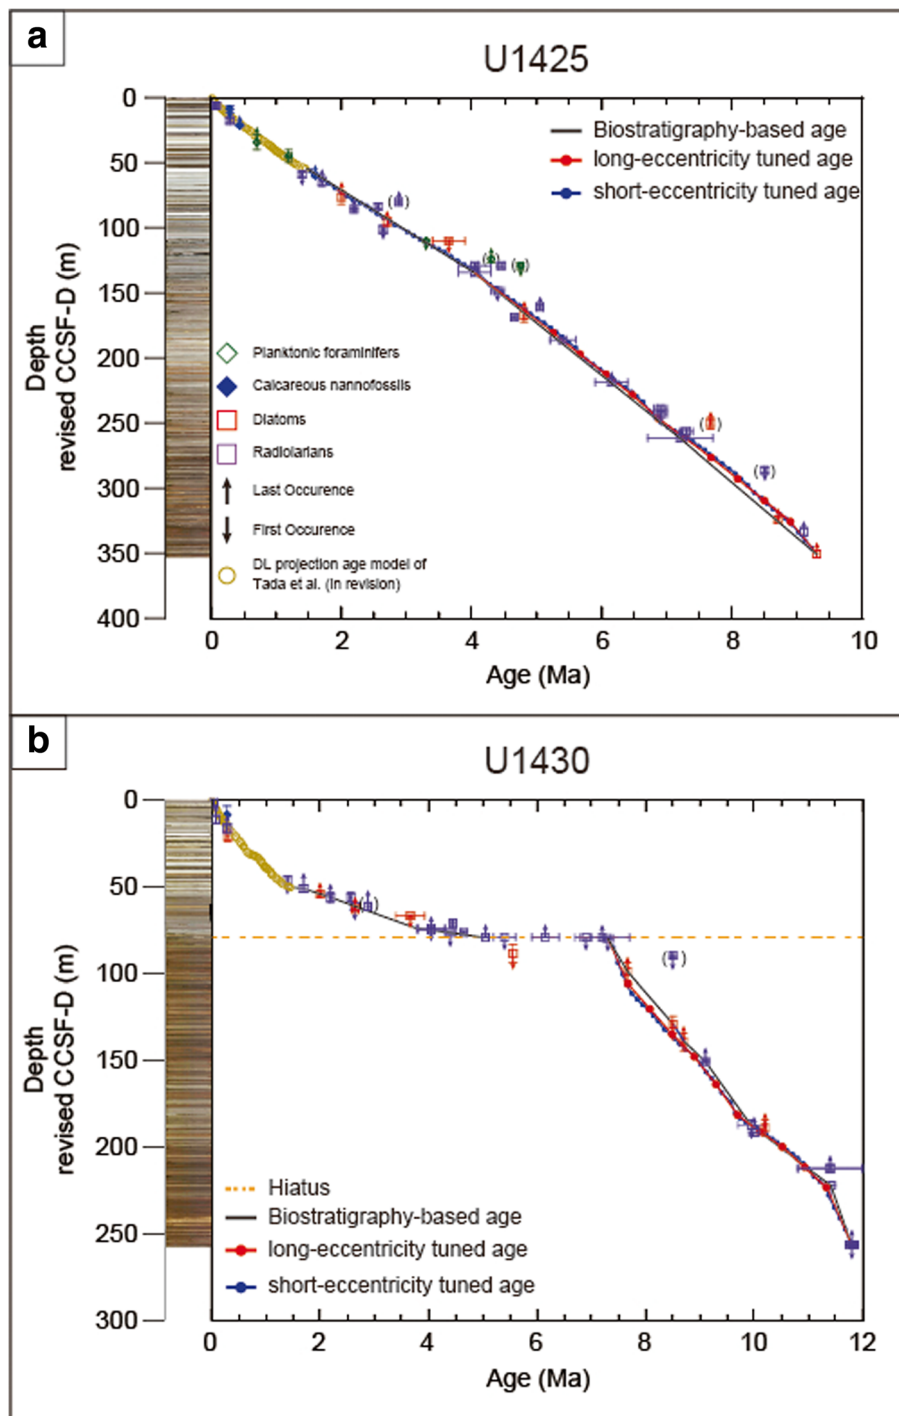 a
U1425
0
50
100
150
200
250
300
350
400
Depth
revised CCSF-D (m)
Biostratigraphy-based age
long-eccentricity tuned age
short-eccentricity tuned age
Planktonic foraminifers
Calcareous nannofossils
Diatoms
Radiolarians
Last Occurence
First Occurence
DL projection age model of
Tada et al. (in revision)
0
2
4
6
8
10
Age (Ma)
b
U1430
0
50
100
150
200
250
300
Depth
revised CCSF-D (m)
Hiatus
Biostratigraphy-based age
long-eccentricity tuned age
short-eccentricity tuned age
0
2
4
6
8
10
12
Age (Ma)